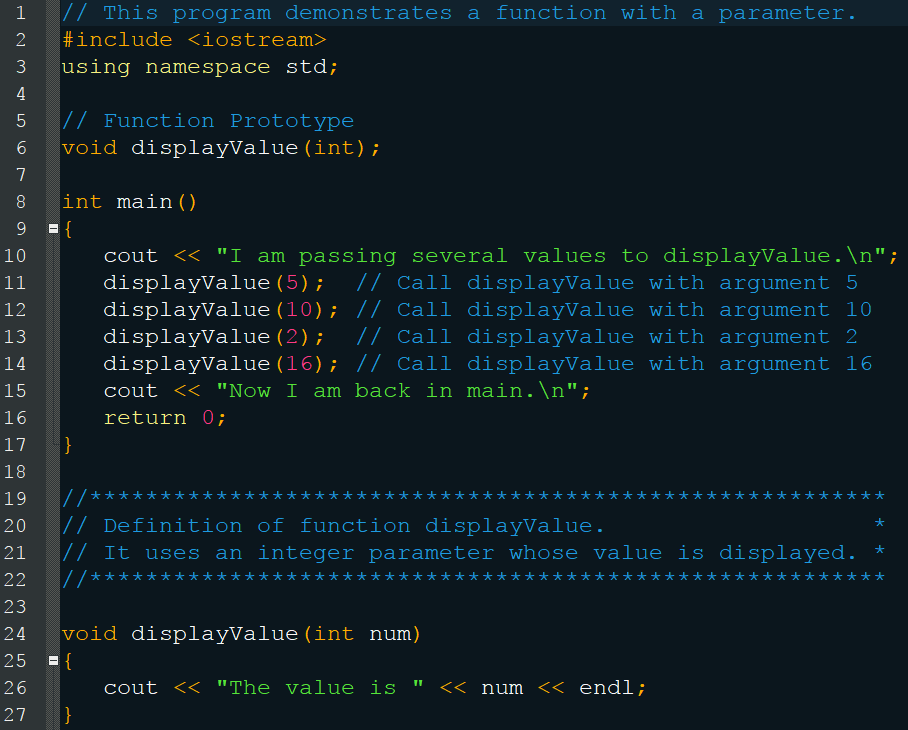 1 // This program demonstrates a function with a parameter.
2 #include <iostream>
3 using namespace std;
4
5 // Function Prototype
6 void displayValue(int);
7
8 int main()
9 {
10    cout << "I am passing several values to displayValue.\n";
11    displayValue(5);  // Call displayValue with argument 5
12    displayValue(10); // Call displayValue with argument 10
13    displayValue(2);  // Call displayValue with argument 2
14    displayValue(16); // Call displayValue with argument 16
15    cout << "Now I am back in main.\n";
16    return 0;
17 }
18
19 //*********************************************************
20 // Definition of function displayValue.                   *
21 // It uses an integer parameter whose value is displayed. *
22 //*********************************************************
23
24 void displayValue(int num)
25 {
26    cout << "The value is " << num << endl;
27 }